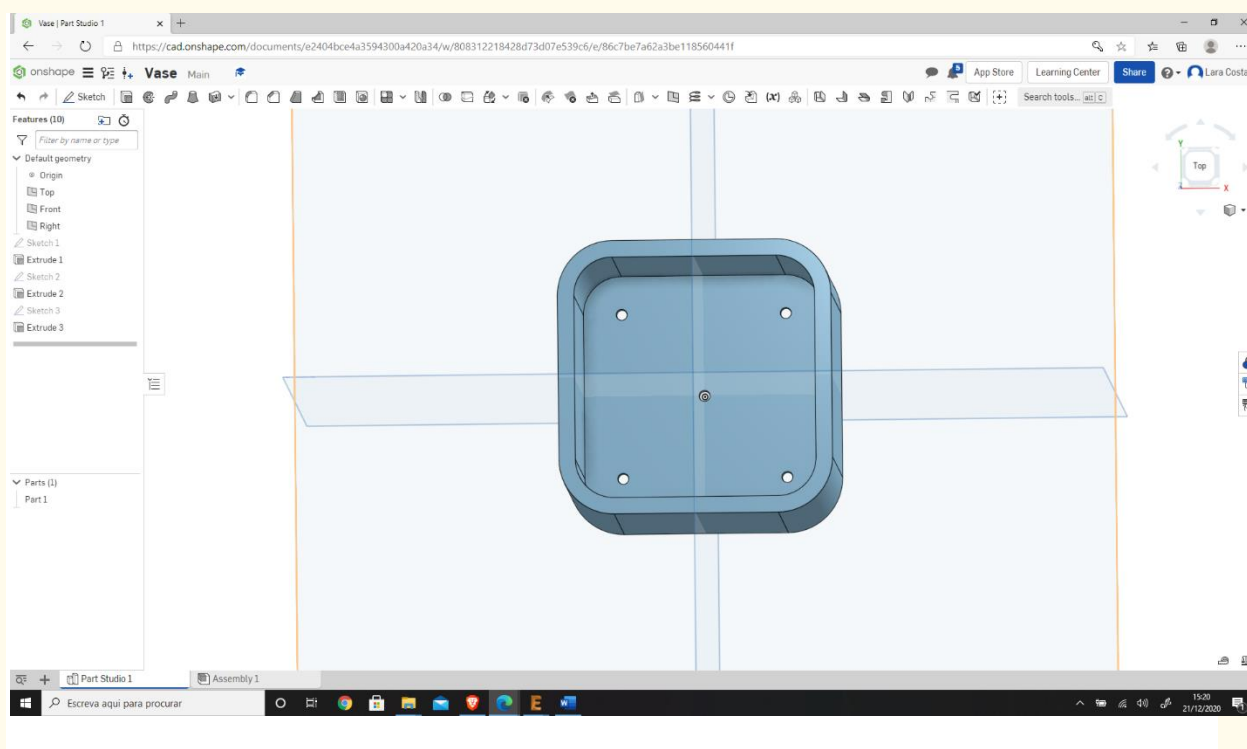 Vase | Part Studio 1
https://cad.onshape.com/documents/e2404bce4a3594300a420a34/w/808312218428d73d07e539c6/e/86c7be7a62a3be118560441f
onshape Vase Main 5 App Store Learning Center Share Lara Costa
Sketch (x) Search tools... alt C
Features (10)
Filter by name or type
Default geometry
Origin
Top
Front
Right
Sketch 1
Extrude 1
Sketch 2
Extrude 2
Sketch 3
Extrude 3
Y
Top
Z X
Parts (1)
Part 1
Part Studio 1 Assembly 1
Escreva aqui para procurar
15:20
21/12/2020